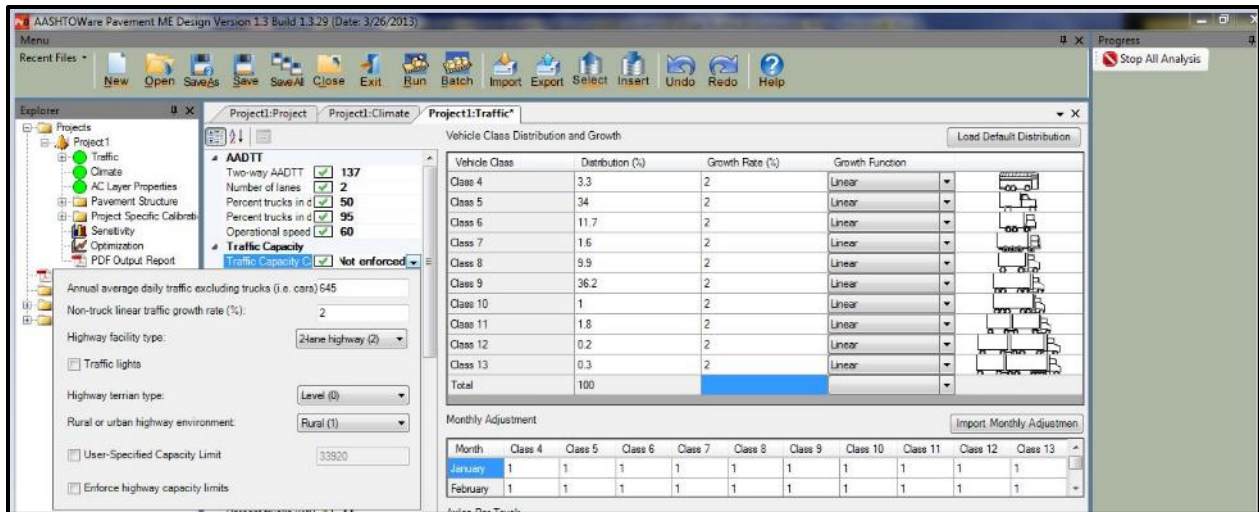 AASHTOWare Pavement ME Design Version 1.3 Build 1.3.29 (Date: 3/26/2013)
Menu
Recent Files
New Open SaveAs Save SaveAll Close Exit Run Batch Import Export Select Insert Undo Redo Help
Progress
Stop All Analysis
Explorer
Projects
Project1
Traffic
Climate
AC Layer Properties
Pavement Structure
Project Specific Calibrati
Sensitivity
Optimization
PDF Output Report
Project1:Project Project1:Climate Project1:Traffic*
AADTT
Two-way AADTT 137
Number of lanes 2
Percent trucks in d 50
Percent trucks in d 95
Operational speed 60
Traffic Capacity
Traffic Capacity C Not enforced
Annual average daily traffic excluding trucks (i.e. cars) 645
Non-truck linear traffic growth rate (%): 2
Highway facility type: 2-lane highway (2)
Traffic lights
Highway terrian type: Level (0)
Rural or urban highway environment: Rural (1)
User-Specified Capacity Limit 33920
Enforce highway capacity limits
Vehicle Class Distribution and Growth
Load Default Distribution
Vehicle Class Distribution (%) Growth Rate (%) Growth Function
Class 4 3.3 2 Linear
Class 5 34 2 Linear
Class 6 11.7 2 Linear
Class 7 1.6 2 Linear
Class 8 9.9 2 Linear
Class 9 36.2 2 Linear
Class 10 1 2 Linear
Class 11 1.8 2 Linear
Class 12 0.2 2 Linear
Class 13 0.3 2 Linear
Total 100
Monthly Adjustment
Import Monthly Adjustmen
Month Class 4 Class 5 Class 6 Class 7 Class 8 Class 9 Class 10 Class 11 Class 12 Class 13
January 1 1 1 1 1 1 1 1 1 1
February 1 1 1 1 1 1 1 1 1 1